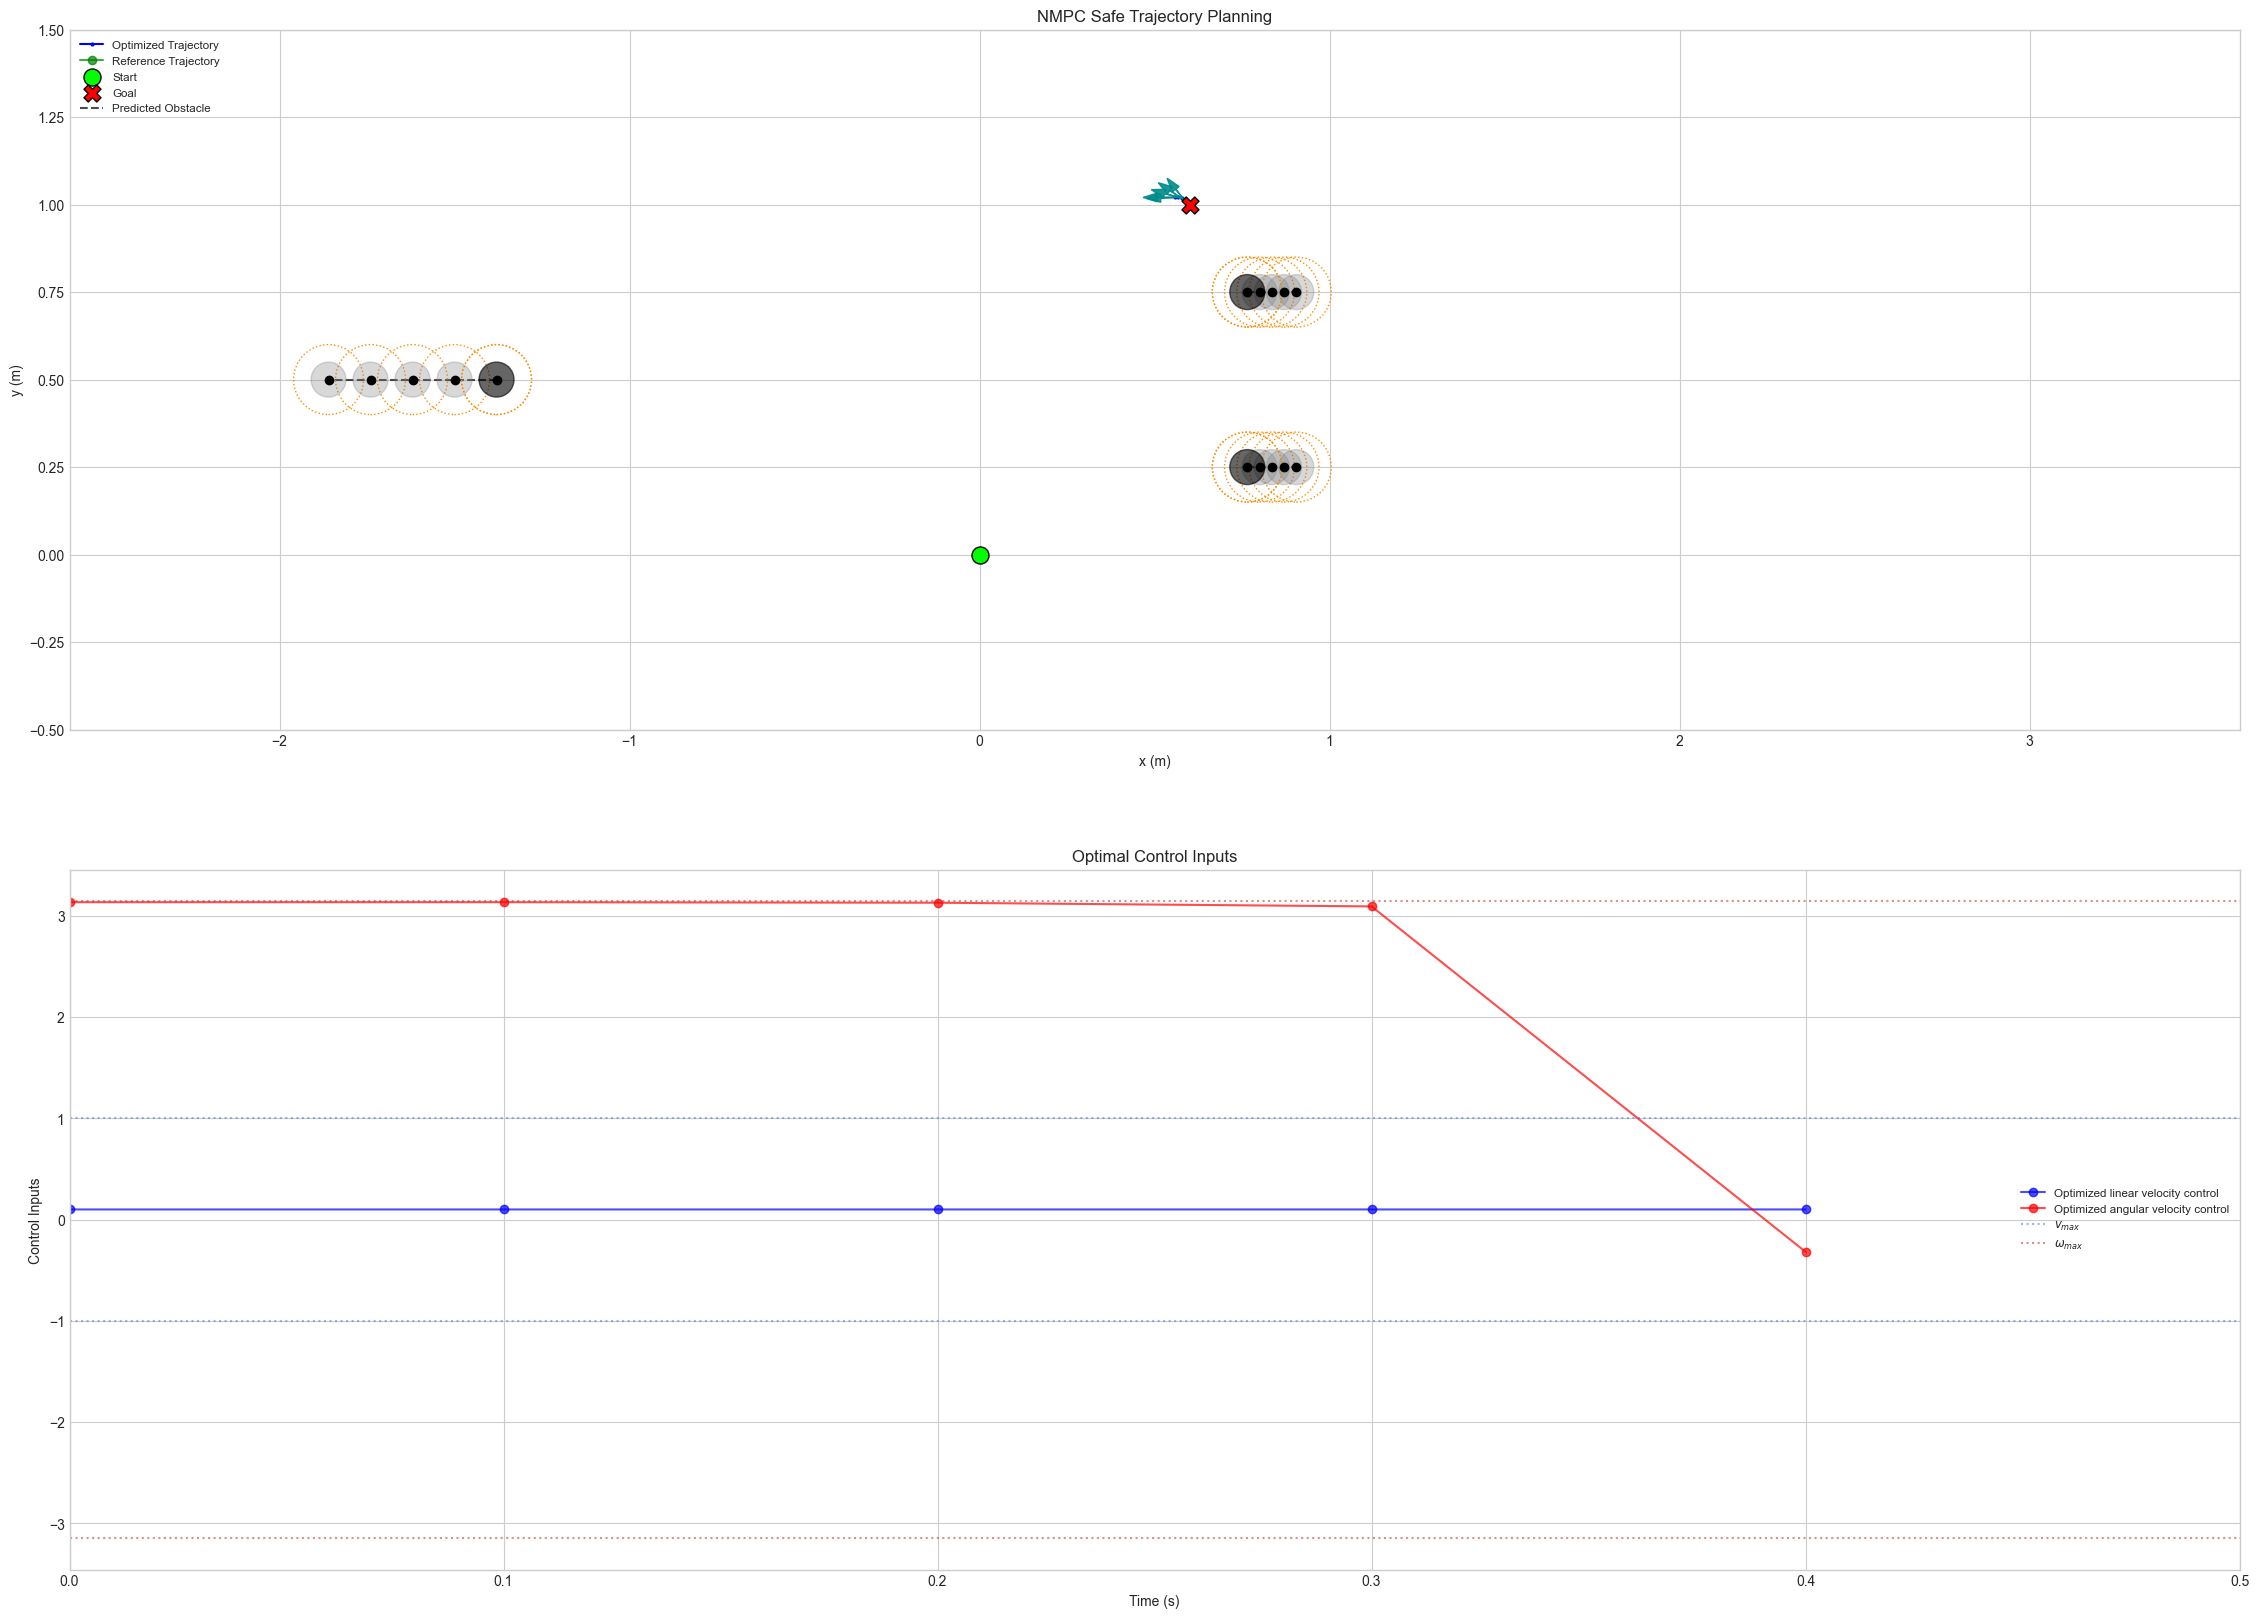 NMPC Safe Trajectory Planning
Optimized Trajectory
Reference Trajectory
Start
Goal
Predicted Obstacle
1.50
1.25
1.00
0.75
0.50
0.25
0.00
−0.25
−0.50
y (m)
−2 −1 0 1 2 3
x (m)
Optimal Control Inputs
3
2
1
0
−1
−2
−3
Control Inputs
Optimized linear velocity control
Optimized angular velocity control
v_max
ω_max
0.0 0.1 0.2 0.3 0.4 0.5
Time (s)